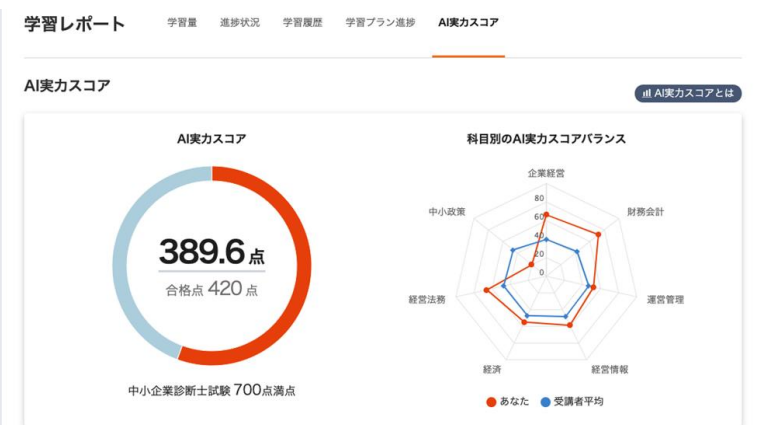 学習レポート 学習量 進捗状況 学習履歴 学習プラン進捗 AI実力スコア
AI実力スコア
AI実力スコアとは
AI実力スコア
389.6点
合格点 420 点
中小企業診断士試験 700点満点
科目別のAI実力スコアバランス
企業経営
80
60
40
20
0
財務会計
運営管理
経営情報
経済
経営法務
中小政策
あなた 受講者平均